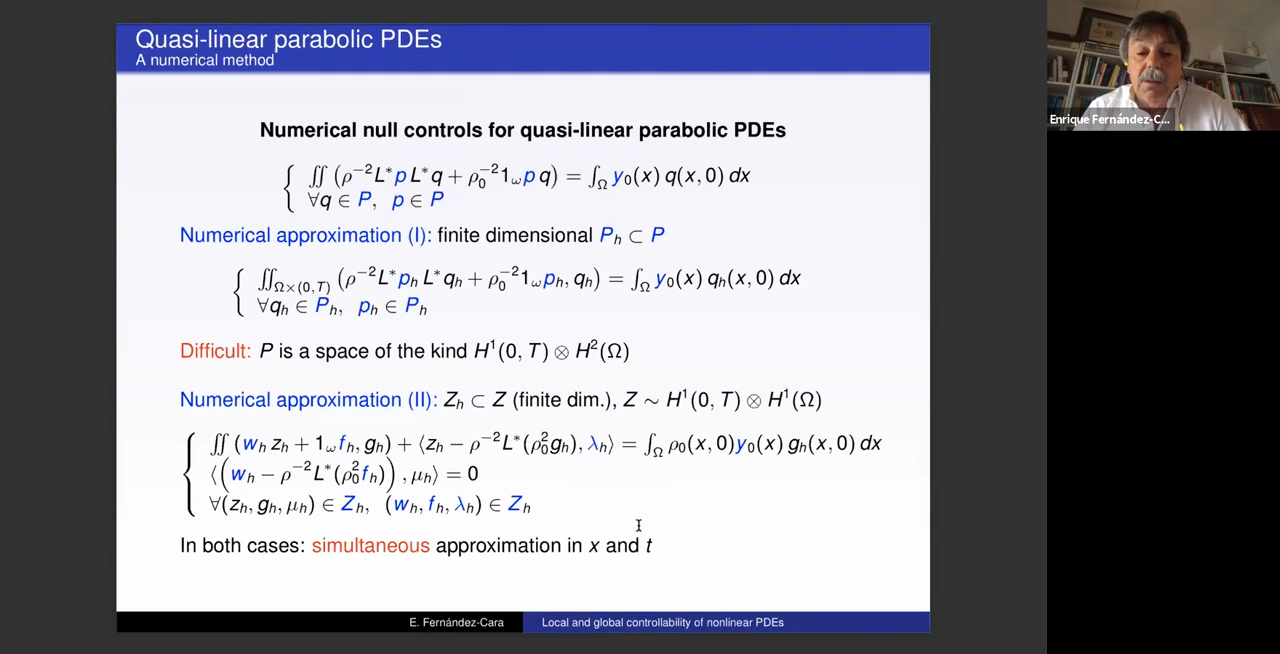 Quasi-linear parabolic PDEs
A numerical method
Enrique Fernández-C...
Numerical null controls for quasi-linear parabolic PDEs
∬ (ρ⁻²L*p L*q + ρ₀⁻²1_ω p q) = ∫_Ω y₀(x) q(x, 0) dx
∀q ∈ P, p ∈ P
Numerical approximation (I): finite dimensional P_h ⊂ P
∬_{Ω×(0,T)} (ρ⁻²L*p_h L*q_h + ρ₀⁻²1_ω p_h, q_h) = ∫_Ω y₀(x) q_h(x, 0) dx
∀q_h ∈ P_h, p_h ∈ P_h
Difficult: P is a space of the kind H¹(0, T) ⊗ H²(Ω)
Numerical approximation (II): Z_h ⊂ Z (finite dim.), Z ∼ H¹(0, T) ⊗ H¹(Ω)
∬ (w_h z_h + 1_ω f_h, g_h) + ⟨z_h − ρ⁻²L*(ρ₀²g_h), λ_h⟩ = ∫_Ω ρ₀(x, 0)y₀(x) g_h(x, 0) dx
⟨(w_h − ρ⁻²L*(ρ₀²f_h)), μ_h⟩ = 0
∀(z_h, g_h, μ_h) ∈ Z_h, (w_h, f_h, λ_h) ∈ Z_h
In both cases: simultaneous approximation in x and t
E. Fernández-Cara
Local and global controllability of nonlinear PDEs